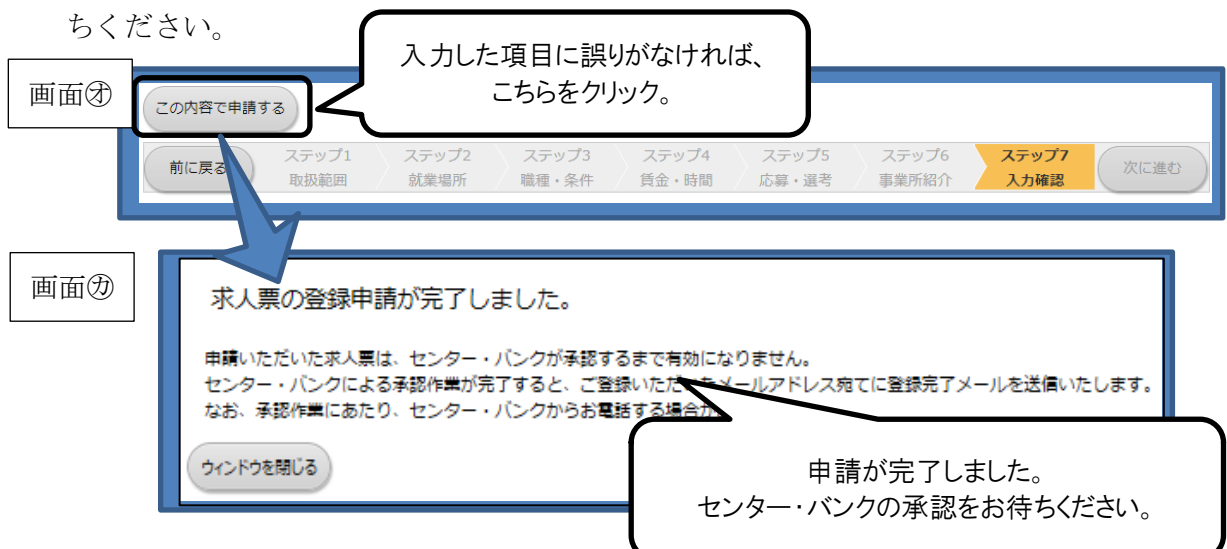 ちください。
入力した項目に誤りがなければ、
こちらをクリック。
画面㋔
この内容で申請する
前に戻る
ステップ1
取扱範囲
ステップ2
就業場所
ステップ3
職種・条件
ステップ4
賃金・時間
ステップ5
応募・選考
ステップ6
事業所紹介
ステップ7
入力確認
次に進む
画面㋕
求人票の登録申請が完了しました。
申請いただいた求人票は、センター・バンクが承認するまで有効になりません。
センター・バンクによる承認作業が完了すると、ご登録いただいたメールアドレス宛てに登録完了メールを送信いたします。
なお、承認作業にあたり、センター・バンクからお電話する場合が
ウィンドウを閉じる
申請が完了しました。
センター・バンクの承認をお待ちください。